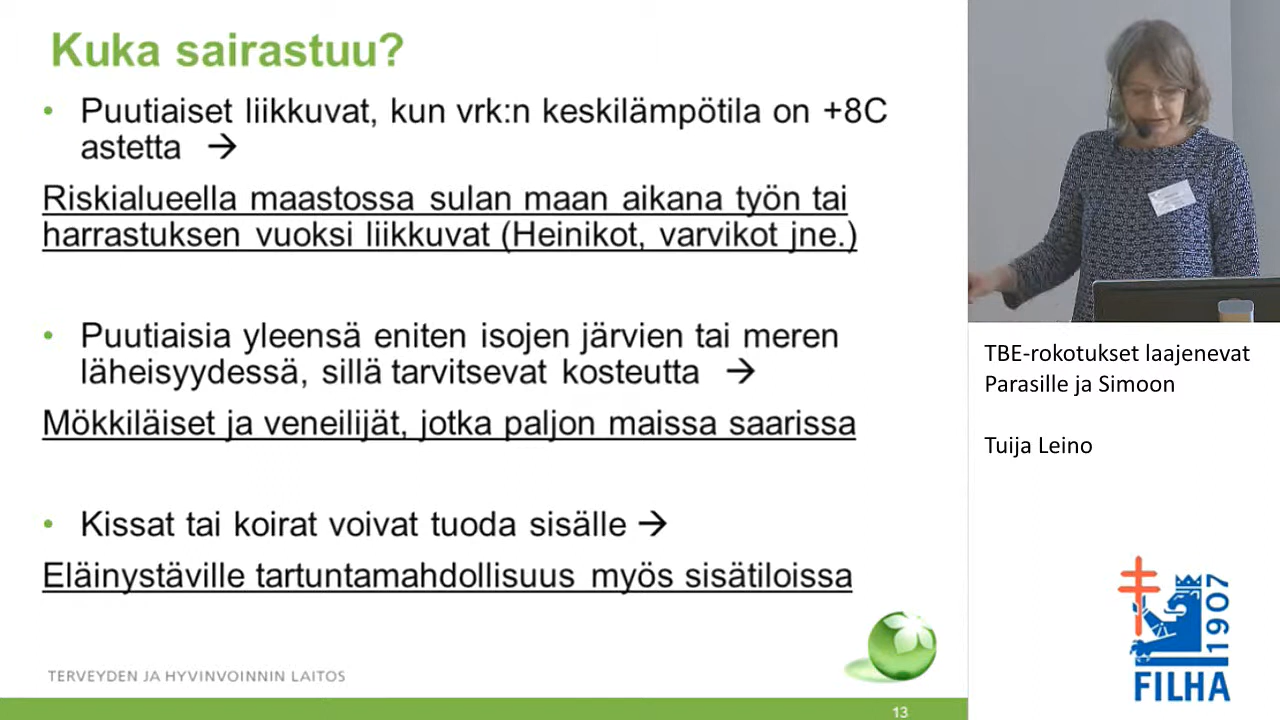 Kuka sairastuu?
• Puutiaiset liikkuvat, kun vrk:n keskilämpötila on +8C
astetta →
Riskialueella maastossa sulan maan aikana työn tai
harrastuksen vuoksi liikkuvat (Heinikot, varvikot jne.)
• Puutiaisia yleensä eniten isojen järvien tai meren
läheisyydessä, sillä tarvitsevat kosteutta →
Mökkiläiset ja veneilijät, jotka paljon maissa saarissa
• Kissat tai koirat voivat tuoda sisälle →
Eläinystäville tartuntamahdollisuus myös sisätiloissa
TERVEYDEN JA HYVINVOINNIN LAITOS
13
TBE-rokotukset laajenevat
Parasille ja Simoon
Tuija Leino
1907
FILHA